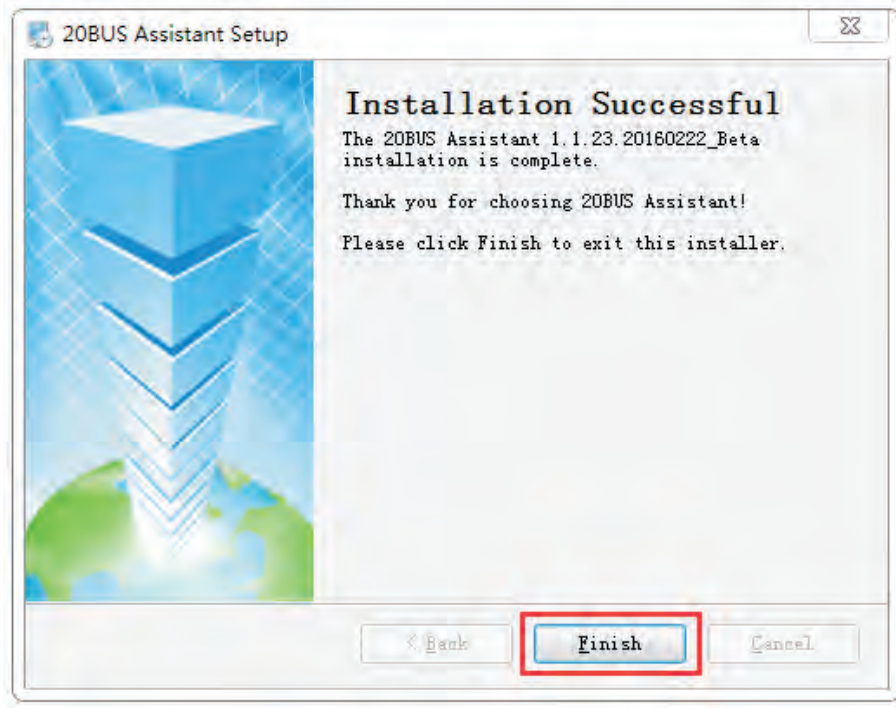 20BUS Assistant Setup
Installation Successful
The 20BUS Assistant 1.1.23.20160222_Beta
installation is complete.
Thank you for choosing 20BUS Assistant!
Please click Finish to exit this installer.
< Back
Finish
Cancel